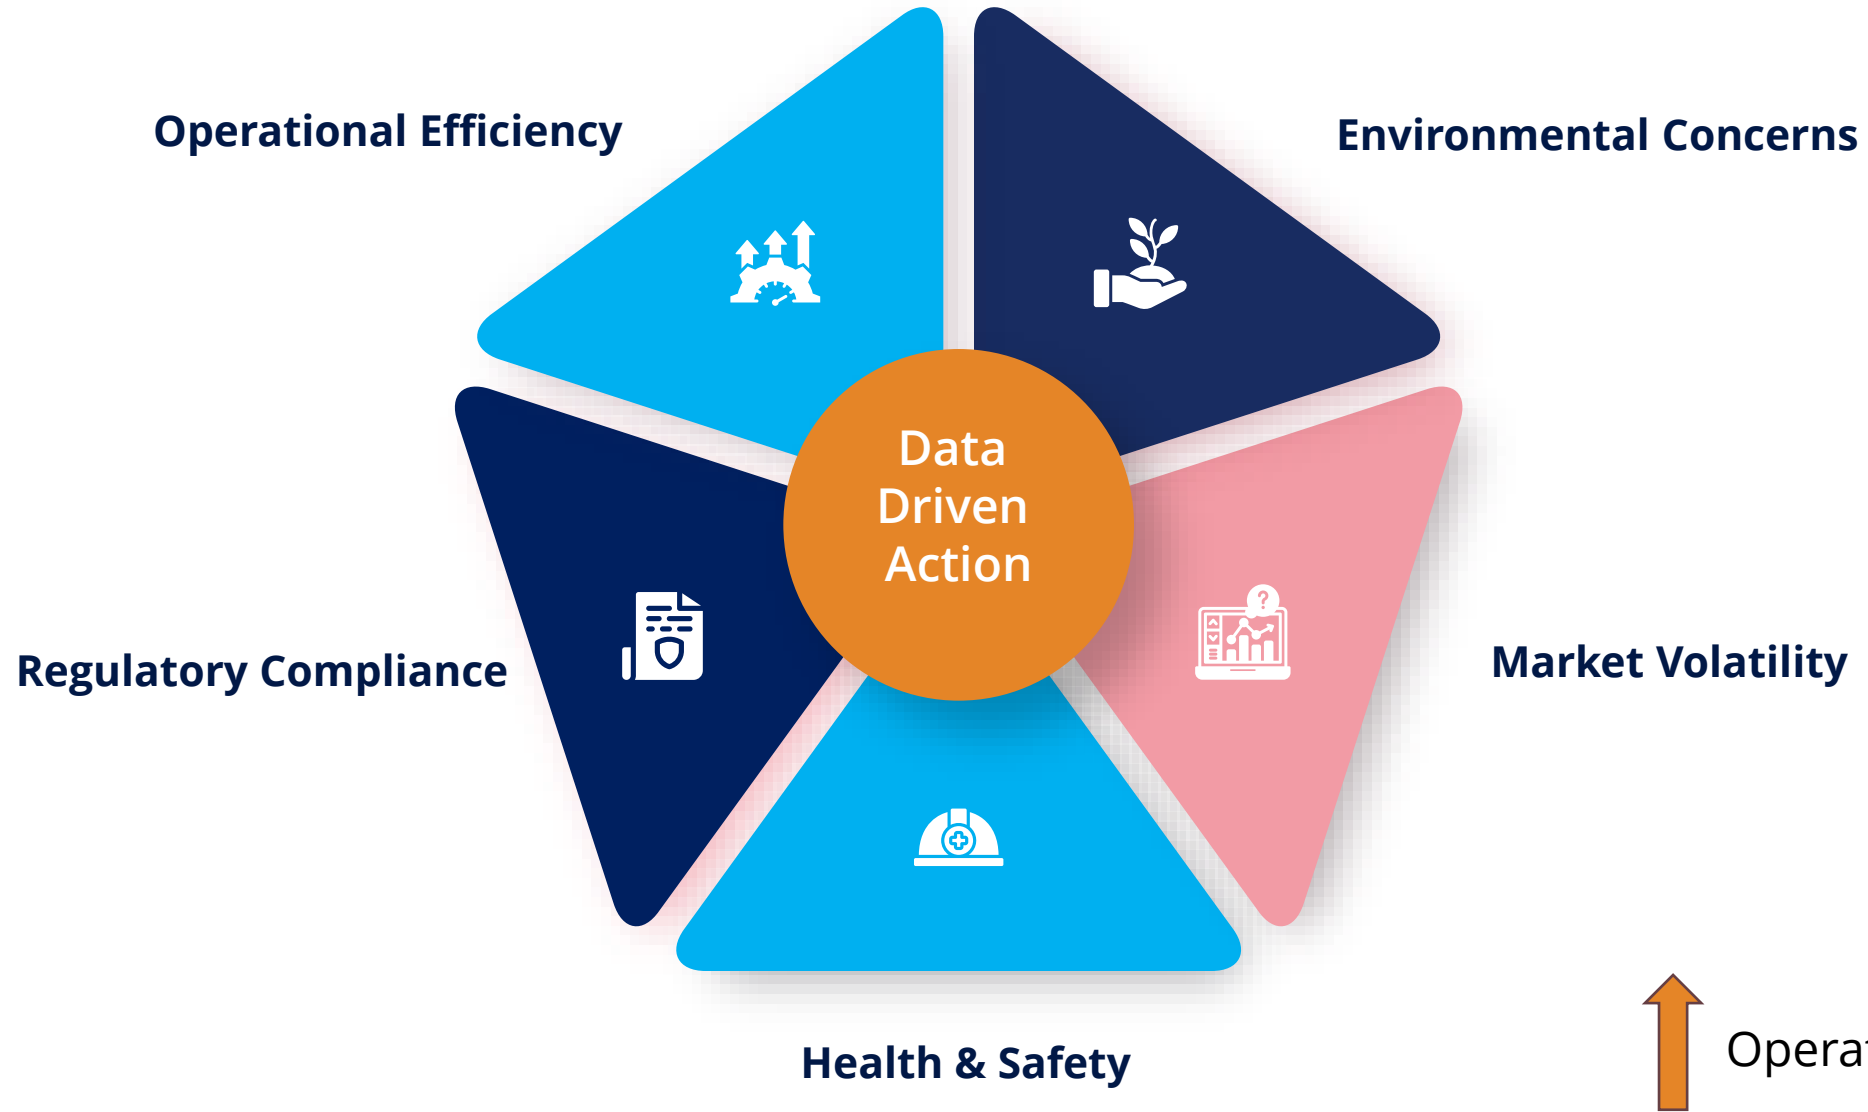 Operational Efficiency
Environmental Concerns
Data
Driven
Action
Regulatory Compliance
Market Volatility
?
Health & Safety